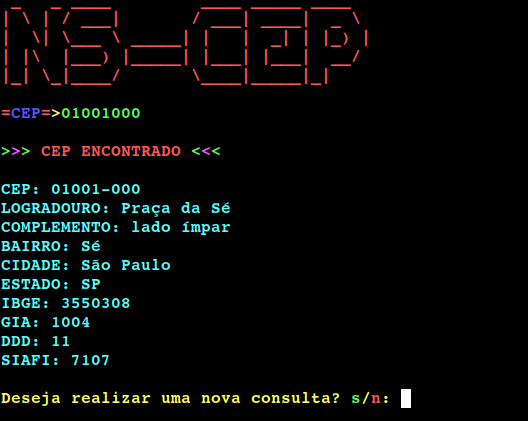 NS-CEP
=CEP=>01001000
>>> CEP ENCONTRADO <<<
CEP: 01001-000
LOGRADOURO: Praça da Sé
COMPLEMENTO: lado ímpar
BAIRRO: Sé
CIDADE: São Paulo
ESTADO: SP
IBGE: 3550308
GIA: 1004
DDD: 11
SIAFI: 7107
Deseja realizar uma nova consulta? s/n: